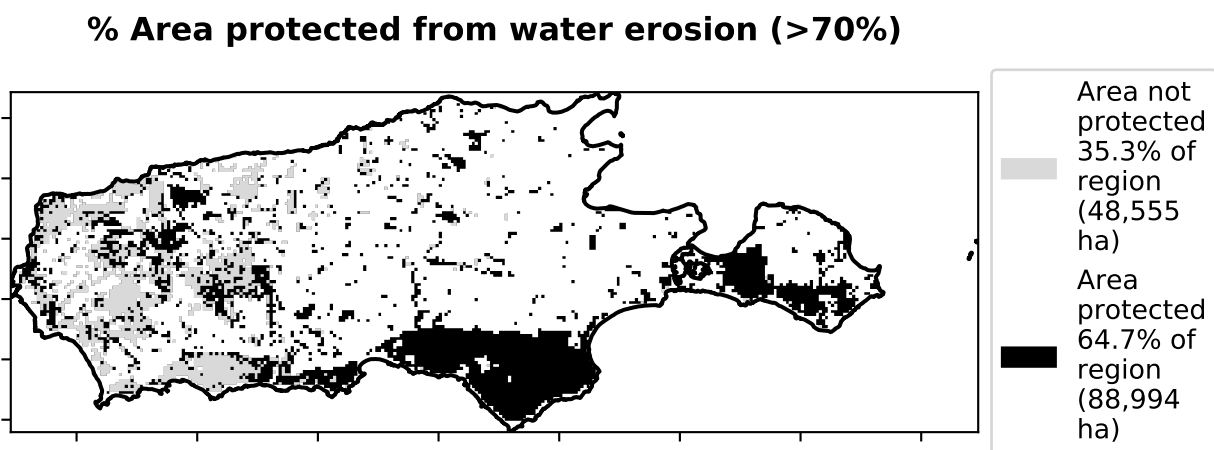 % Area protected from water erosion (>70%)
Area not
protected
35.3% of
region
(48,555
ha)
Area
protected
64.7% of
region
(88,994
ha)